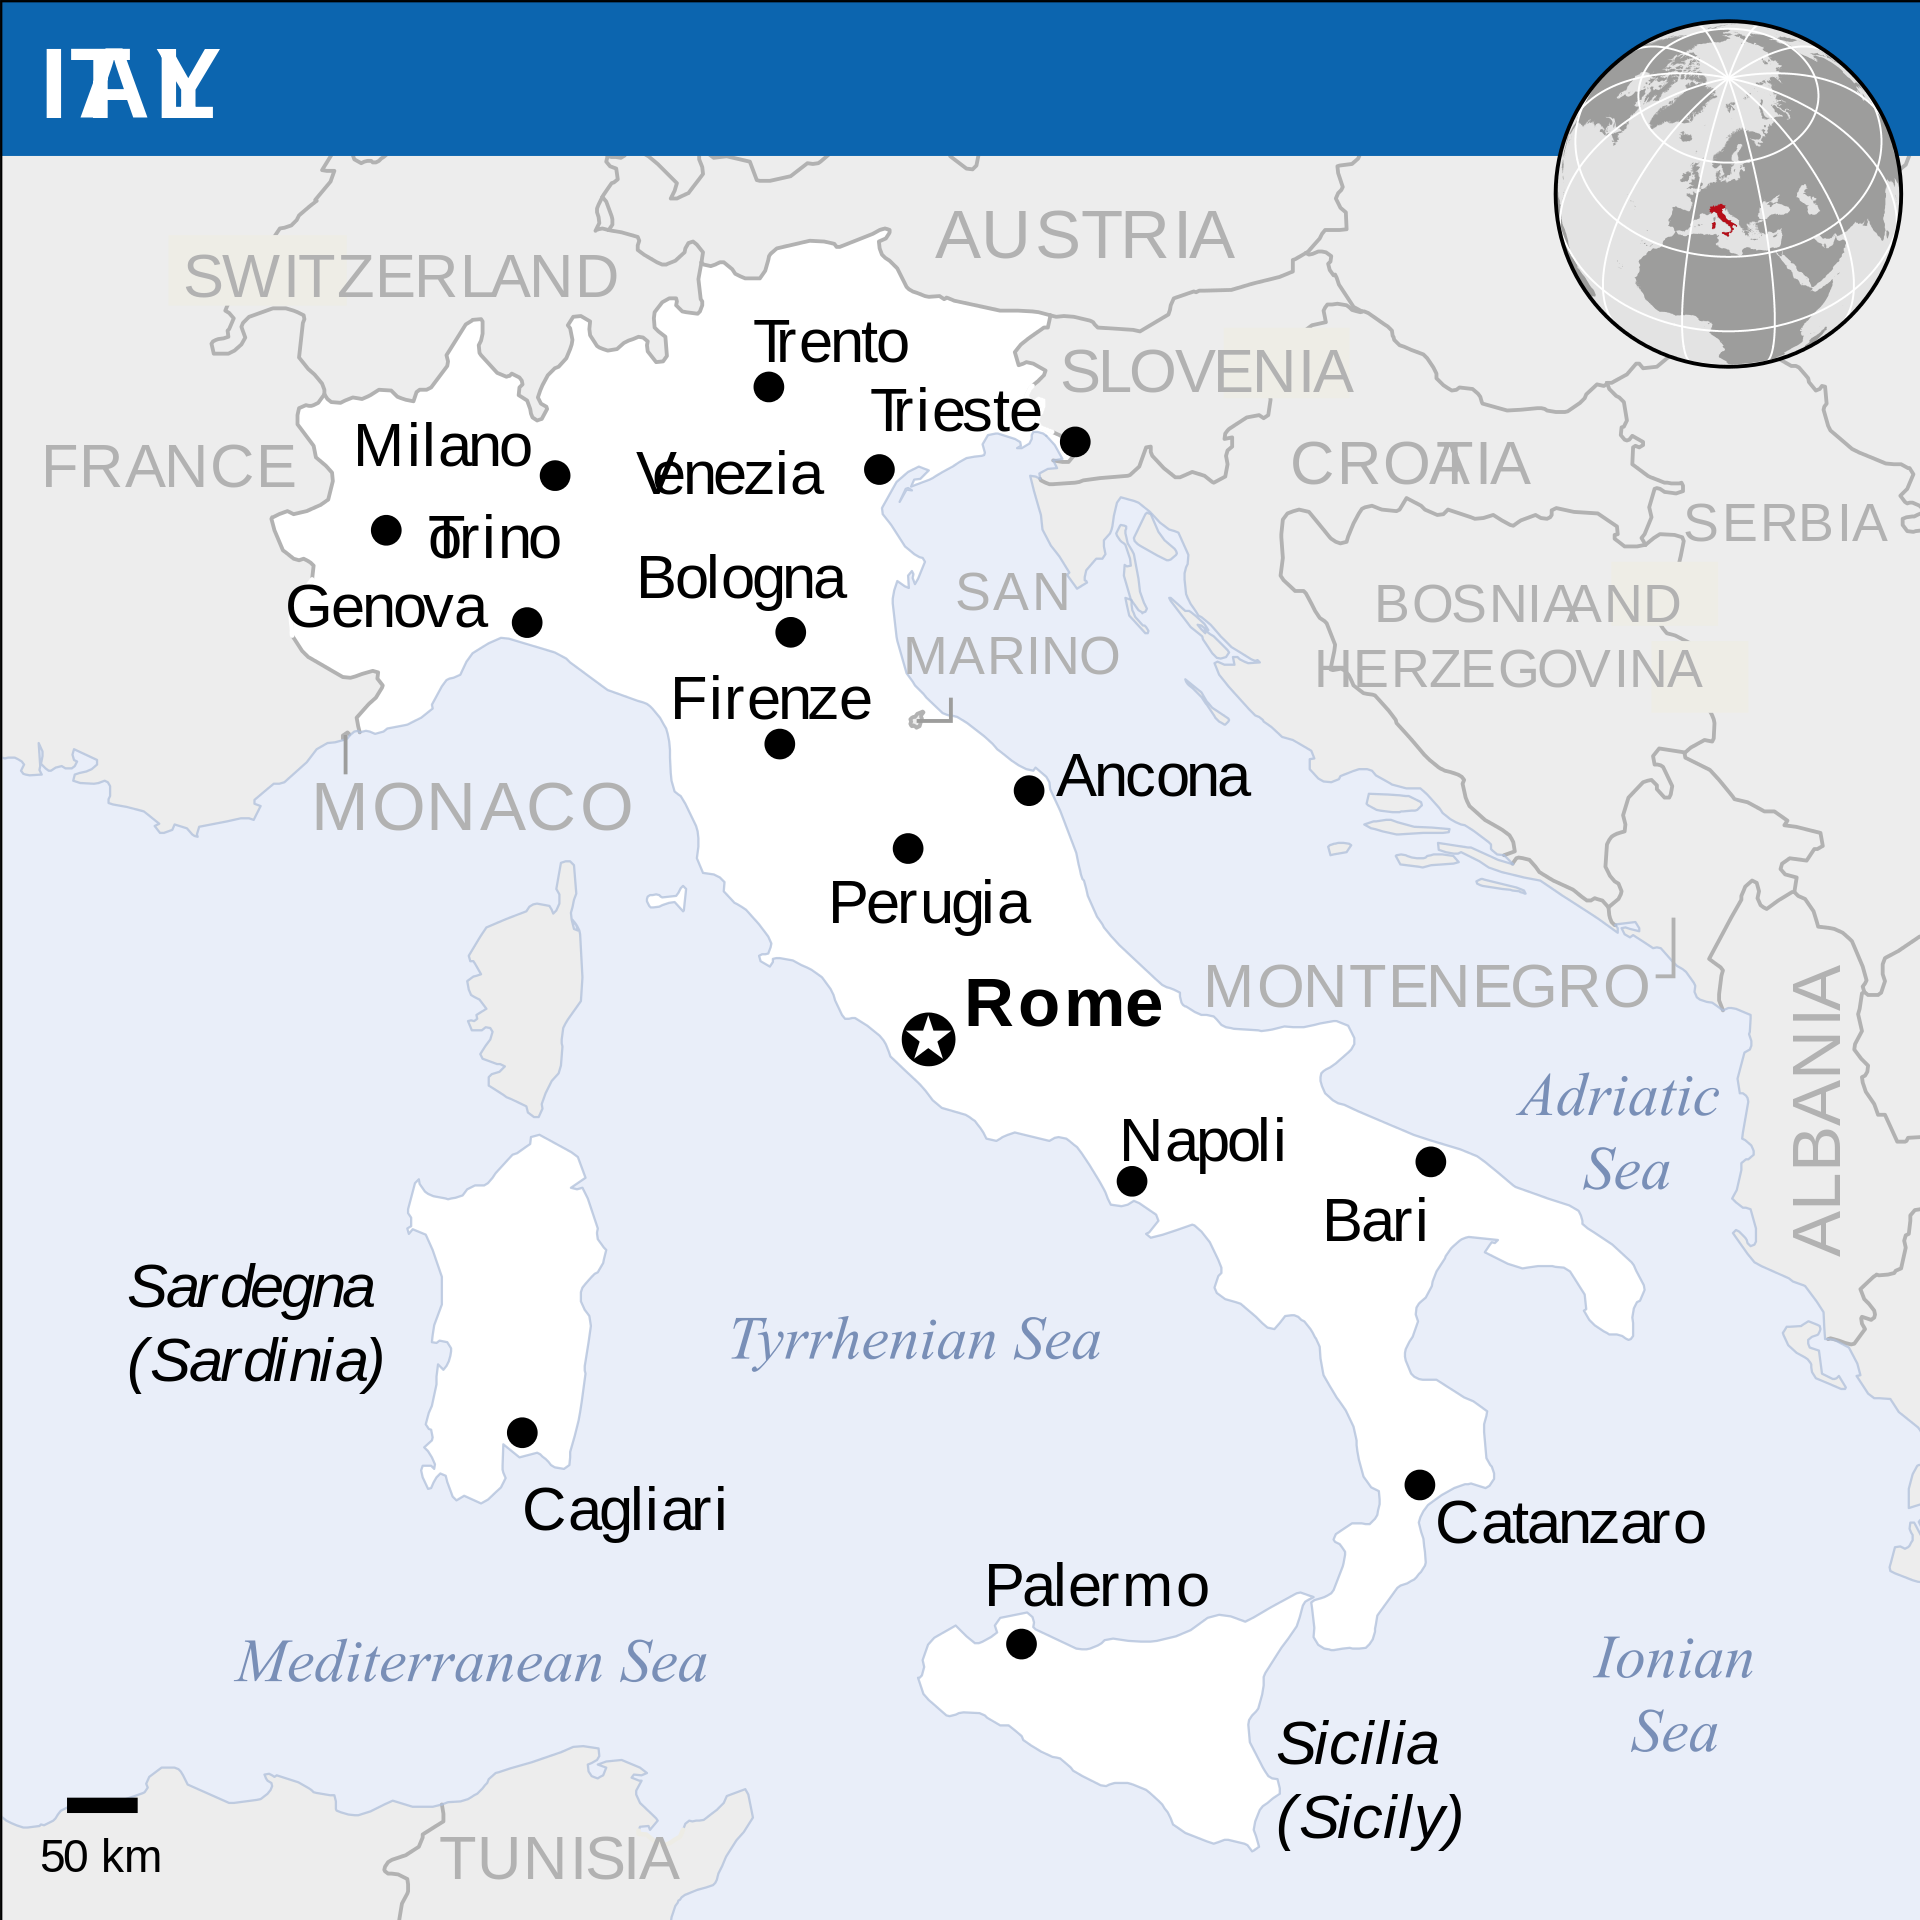 ITALY
AUSTRIA
SWITZERLAND
Trento
SLOVENIA
Trieste
FRANCE
Milano
Venezia
CROATIA
SERBIA
Torino
Bologna
SAN
MARINO
BOSNIA AND
HERZEGOVINA
Genova
Firenze
MONACO
Ancona
Perugia
Rome
MONTENEGRO
ALBANIA
Adriatic
Sea
Napoli
Bari
Sardegna
(Sardinia)
Tyrrhenian Sea
Cagliari
Catanzaro
Palermo
Mediterranean Sea
Ionian
Sea
Sicilia
(Sicily)
50 km
TUNISIA